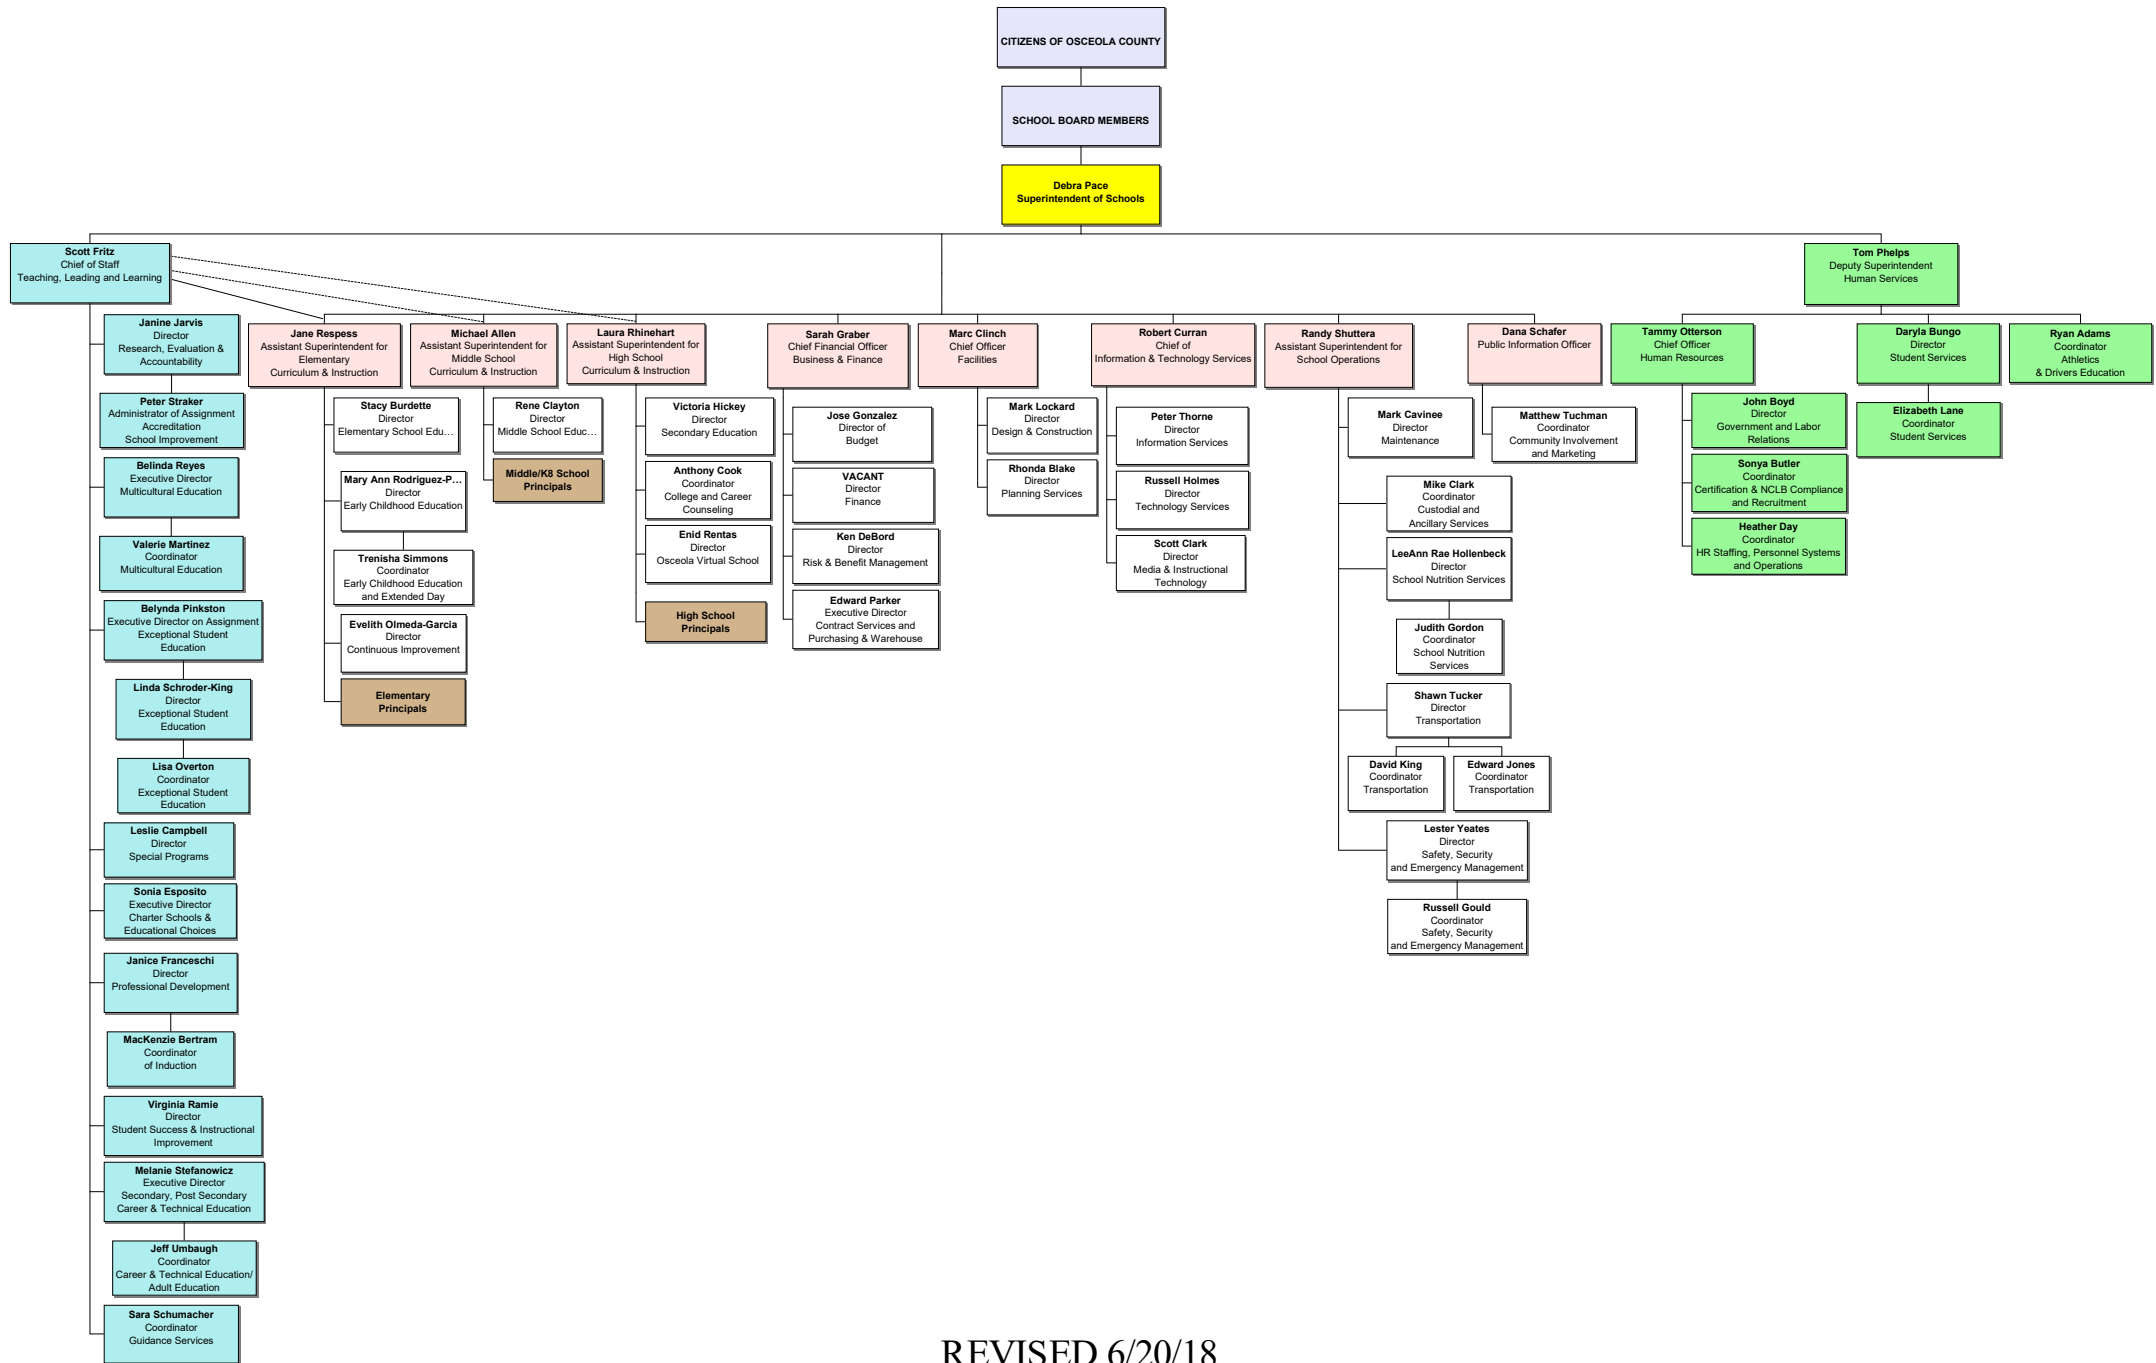 CITIZENS OF OSCEOLA COUNTY
SCHOOL BOARD MEMBERS
Debra Pace
Superintendent of Schools
Scott Fritz
Chief of Staff
Teaching, Leading and Learning
Janine Jarvis
Director
Research, Evaluation &
Accountability
Peter Straker
Administrator of Assignment
Accreditation
School Improvement
Belinda Reyes
Executive Director
Multicultural Education
Valerie Martinez
Coordinator
Multicultural Education
Belynda Pinkston
Executive Director on Assignment
Exceptional Student
Education
Linda Schroder-King
Director
Exceptional Student
Education
Lisa Overton
Coordinator
Exceptional Student
Education
Leslie Campbell
Director
Special Programs
Sonia Esposito
Executive Director
Charter Schools &
Educational Choices
Janice Franceschi
Director
Professional Development
MacKenzie Bertram
Coordinator
of Induction
Virginia Ramie
Director
Student Success & Instructional
Improvement
Melanie Stefanowicz
Executive Director
Secondary, Post Secondary
Career & Technical Education
Jeff Umbaugh
Coordinator
Career & Technical Education/
Adult Education
Sara Schumacher
Coordinator
Guidance Services
Jane Respess
Assistant Superintendent for
Elementary
Curriculum & Instruction
Stacy Burdette
Director
Elementary School Edu...
Mary Ann Rodriguez-P...
Director
Early Childhood Education
Trenisha Simmons
Coordinator
Early Childhood Education
and Extended Day
Evelith Olmeda-Garcia
Director
Continuous Improvement
Elementary
Principals
Michael Allen
Assistant Superintendent for
Middle School
Curriculum & Instruction
Rene Clayton
Director
Middle School Educ...
Middle/K8 School
Principals
Laura Rhinehart
Assistant Superintendent for
High School
Curriculum & Instruction
Victoria Hickey
Director
Secondary Education
Anthony Cook
Coordinator
College and Career
Counseling
Enid Rentas
Director
Osceola Virtual School
High School
Principals
Sarah Graber
Chief Financial Officer
Business & Finance
Jose Gonzalez
Director of
Budget
VACANT
Director
Finance
Ken DeBord
Director
Risk & Benefit Management
Edward Parker
Executive Director
Contract Services and
Purchasing & Warehouse
Marc Clinch
Chief Officer
Facilities
Mark Lockard
Director
Design & Construction
Rhonda Blake
Director
Planning Services
Robert Curran
Chief of
Information & Technology Services
Peter Thorne
Director
Information Services
Russell Holmes
Director
Technology Services
Scott Clark
Director
Media & Instructional
Technology
Randy Shuttera
Assistant Superintendent for
School Operations
Mark Cavinee
Director
Maintenance
Mike Clark
Coordinator
Custodial and
Ancillary Services
LeeAnn Rae Hollenbeck
Director
School Nutrition Services
Judith Gordon
Coordinator
School Nutrition
Services
Shawn Tucker
Director
Transportation
David King
Coordinator
Transportation
Edward Jones
Coordinator
Transportation
Lester Yeates
Director
Safety, Security
and Emergency Management
Russell Gould
Coordinator
Safety, Security
and Emergency Management
Dana Schafer
Public Information Officer
Matthew Tuchman
Coordinator
Community Involvement
and Marketing
Tom Phelps
Deputy Superintendent
Human Services
Tammy Otterson
Chief Officer
Human Resources
John Boyd
Director
Government and Labor
Relations
Sonya Butler
Coordinator
Certification & NCLB Compliance
and Recruitment
Heather Day
Coordinator
HR Staffing, Personnel Systems
and Operations
Daryla Bungo
Director
Student Services
Elizabeth Lane
Coordinator
Student Services
Ryan Adams
Coordinator
Athletics
& Drivers Education
REVISED 6/20/18